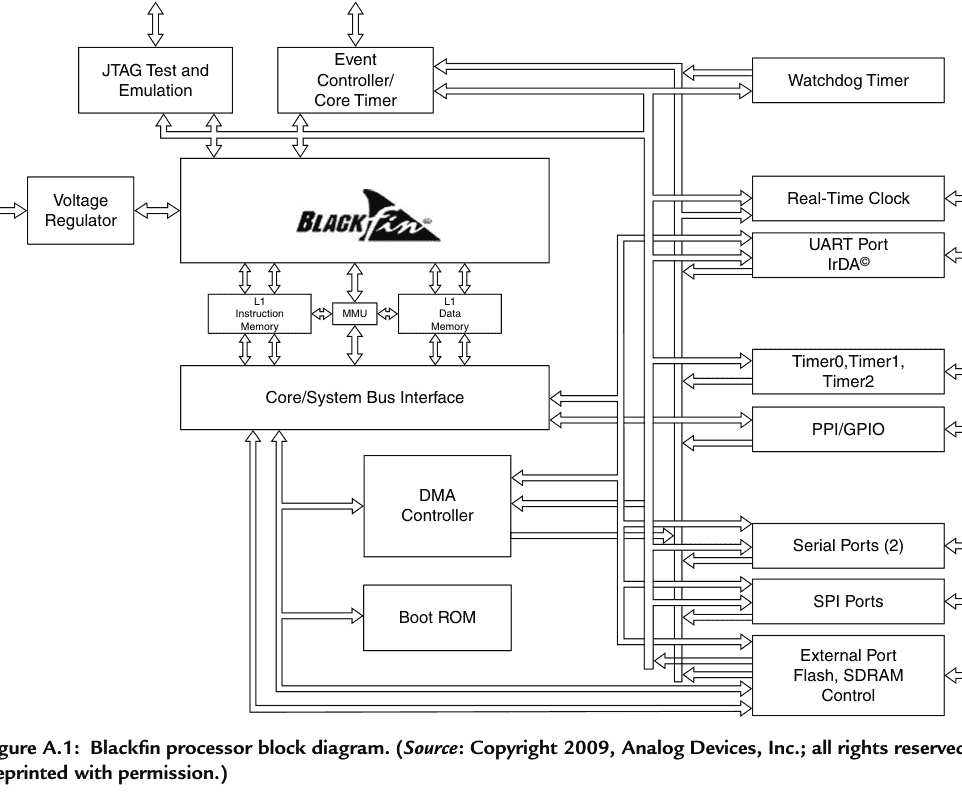 JTAG Test and
Emulation
Event
Controller/
Core Timer
Watchdog Timer
Voltage
Regulator
BLACKfin
Real-Time Clock
UART Port
IrDA©
L1
Instruction
Memory
MMU
L1
Data
Memory
Timer0,Timer1,
Timer2
Core/System Bus Interface
PPI/GPIO
DMA
Controller
Serial Ports (2)
Boot ROM
SPI Ports
External Port
Flash, SDRAM
Control
gure A.1: Blackfin processor block diagram. (Source: Copyright 2009, Analog Devices, Inc.; all rights reserved
eprinted with permission.)